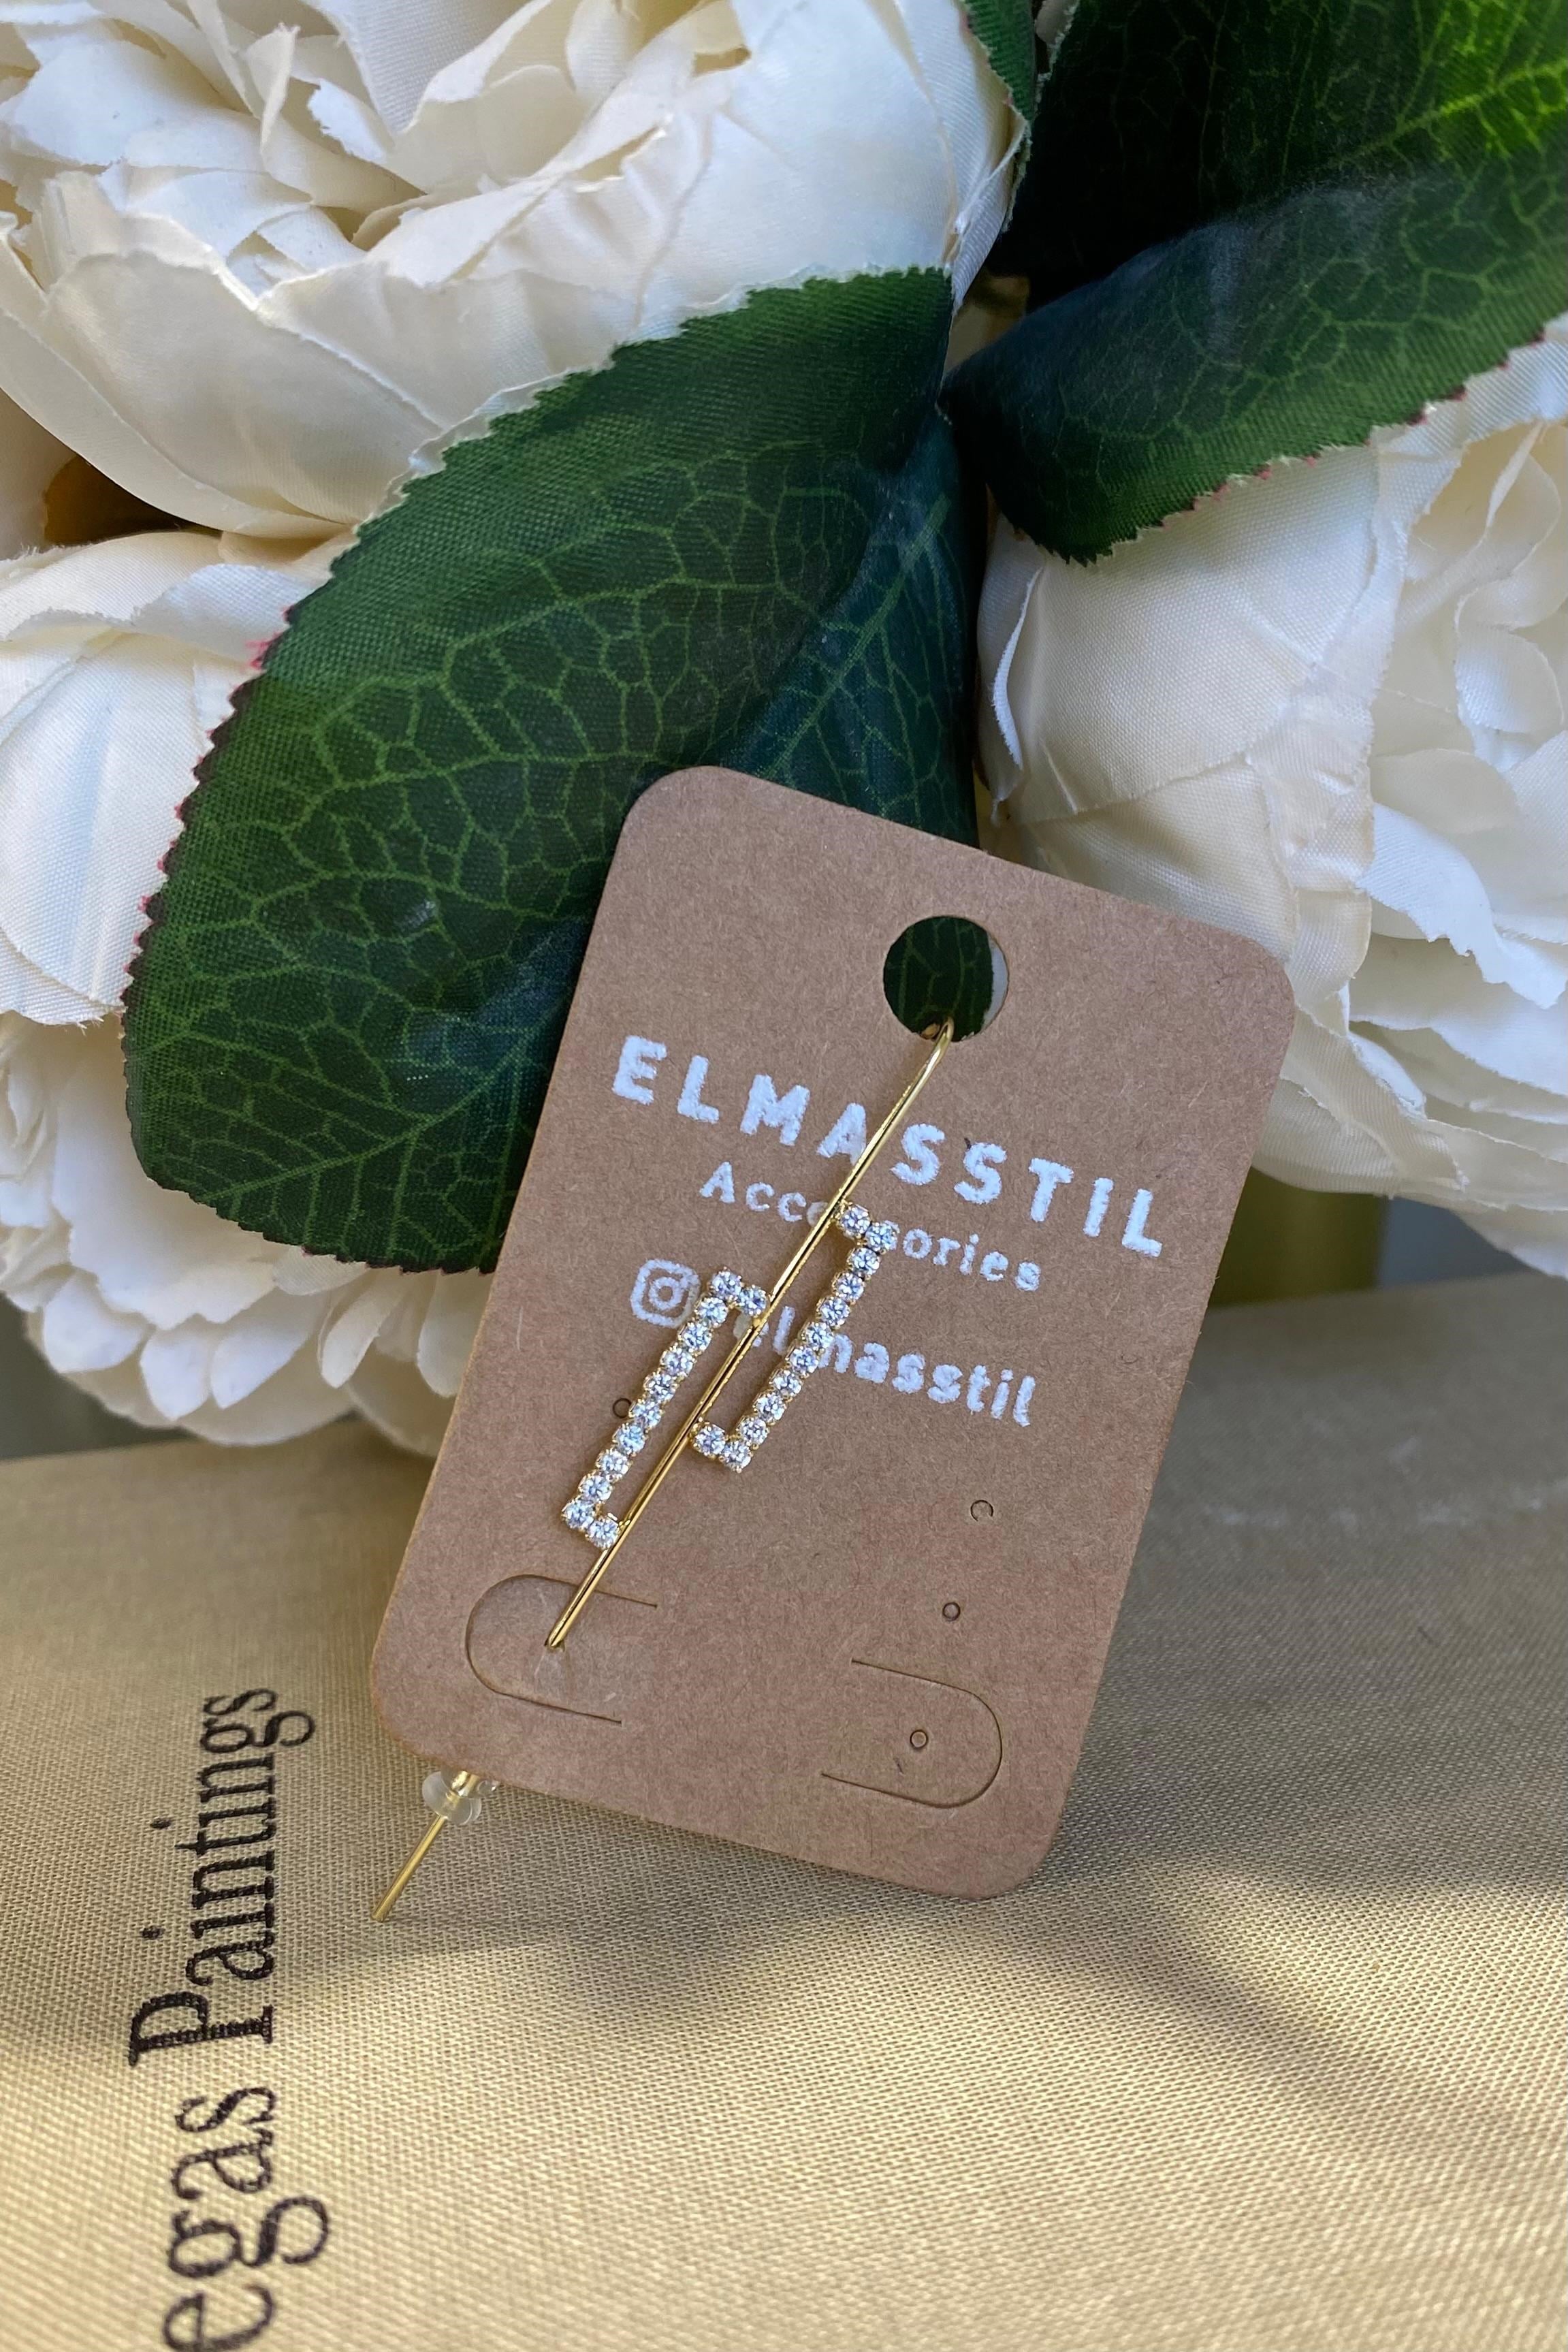 ELMASSTIL
Accessories
elmasstil
egas Paintings